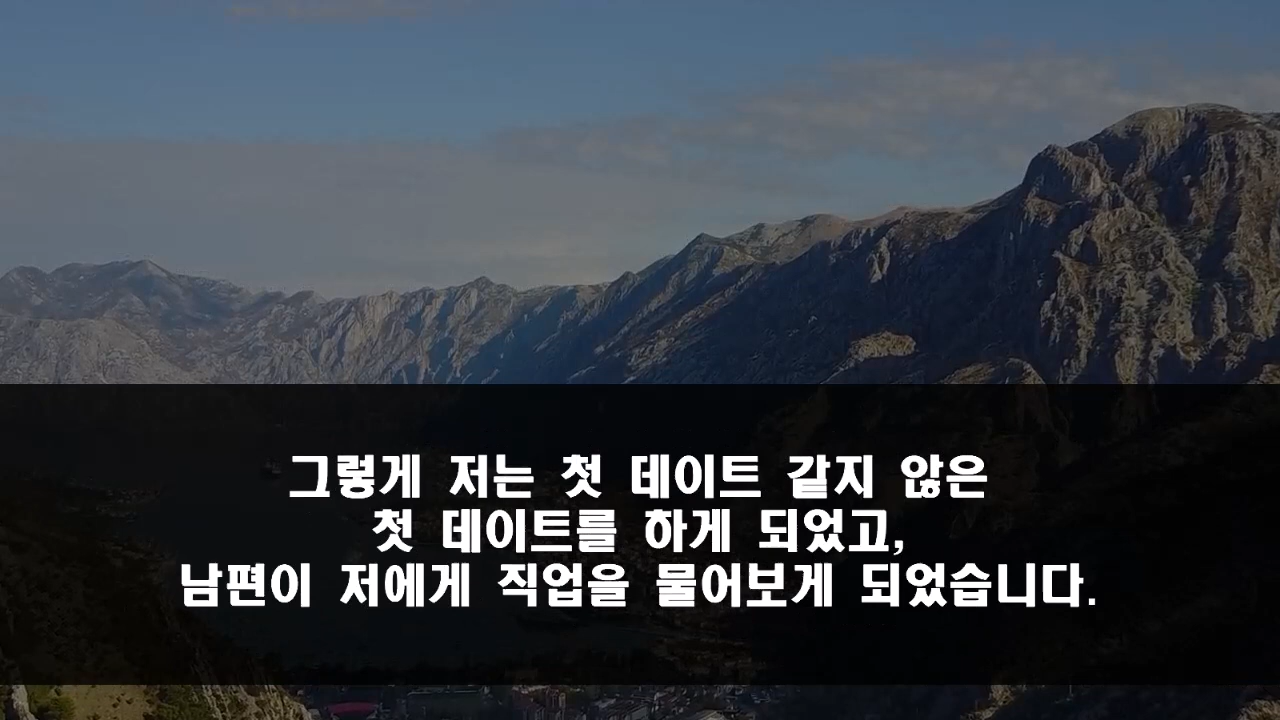 그렇게 저는 첫 데이트 같지 않은
첫 데이트를 하게 되었고,
남편이 저에게 직업을 물어보게 되었습니다.